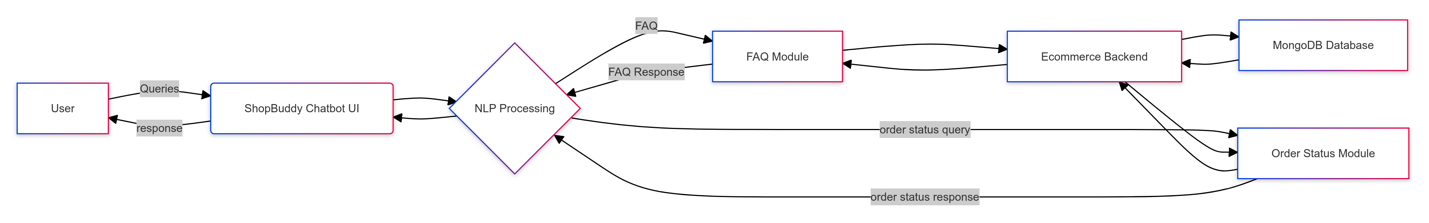 User
Queries
response
ShopBuddy Chatbot UI
NLP Processing
FAQ
FAQ Response
FAQ Module
Ecommerce Backend
MongoDB Database
order status query
Order Status Module
order status response